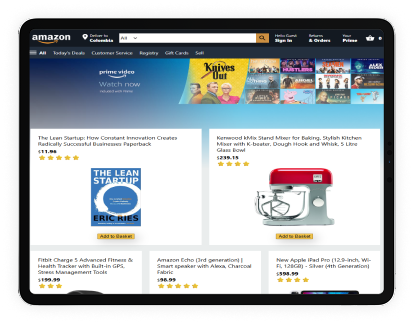 amazon
Deliver to
Colombia
All
Hello Guest
Sign In
Returns
& Orders
Your
Prime
0
All Today's Deals Customer Service Registry Gift Cards Sell
prime video
Watch now
Knives
Out
HUSTLERS
The Lean Startup: How Constant Innovation Creates
Radically Successful Businesses Paperback
$11.96
THE LEAN
STARTUP
ERIC RIES
Add to Basket
Kenwood kMix Stand Mixer for Baking, Stylish Kitchen
Mixer with K-beater, Dough Hook and Whisk, 5 Litre
Glass Bowl
$239.15
Add to Basket
Fitbit Charge 5 Advanced Fitness &
Health Tracker with Built-in GPS,
Stress Management Tools
$199.99
Amazon Echo (3rd generation) |
Smart speaker with Alexa, Charcoal
Fabric
$98.99
New Apple iPad Pro (12.9-inch, Wi-
Fi, 128GB) - Silver (4th Generation)
$598.99